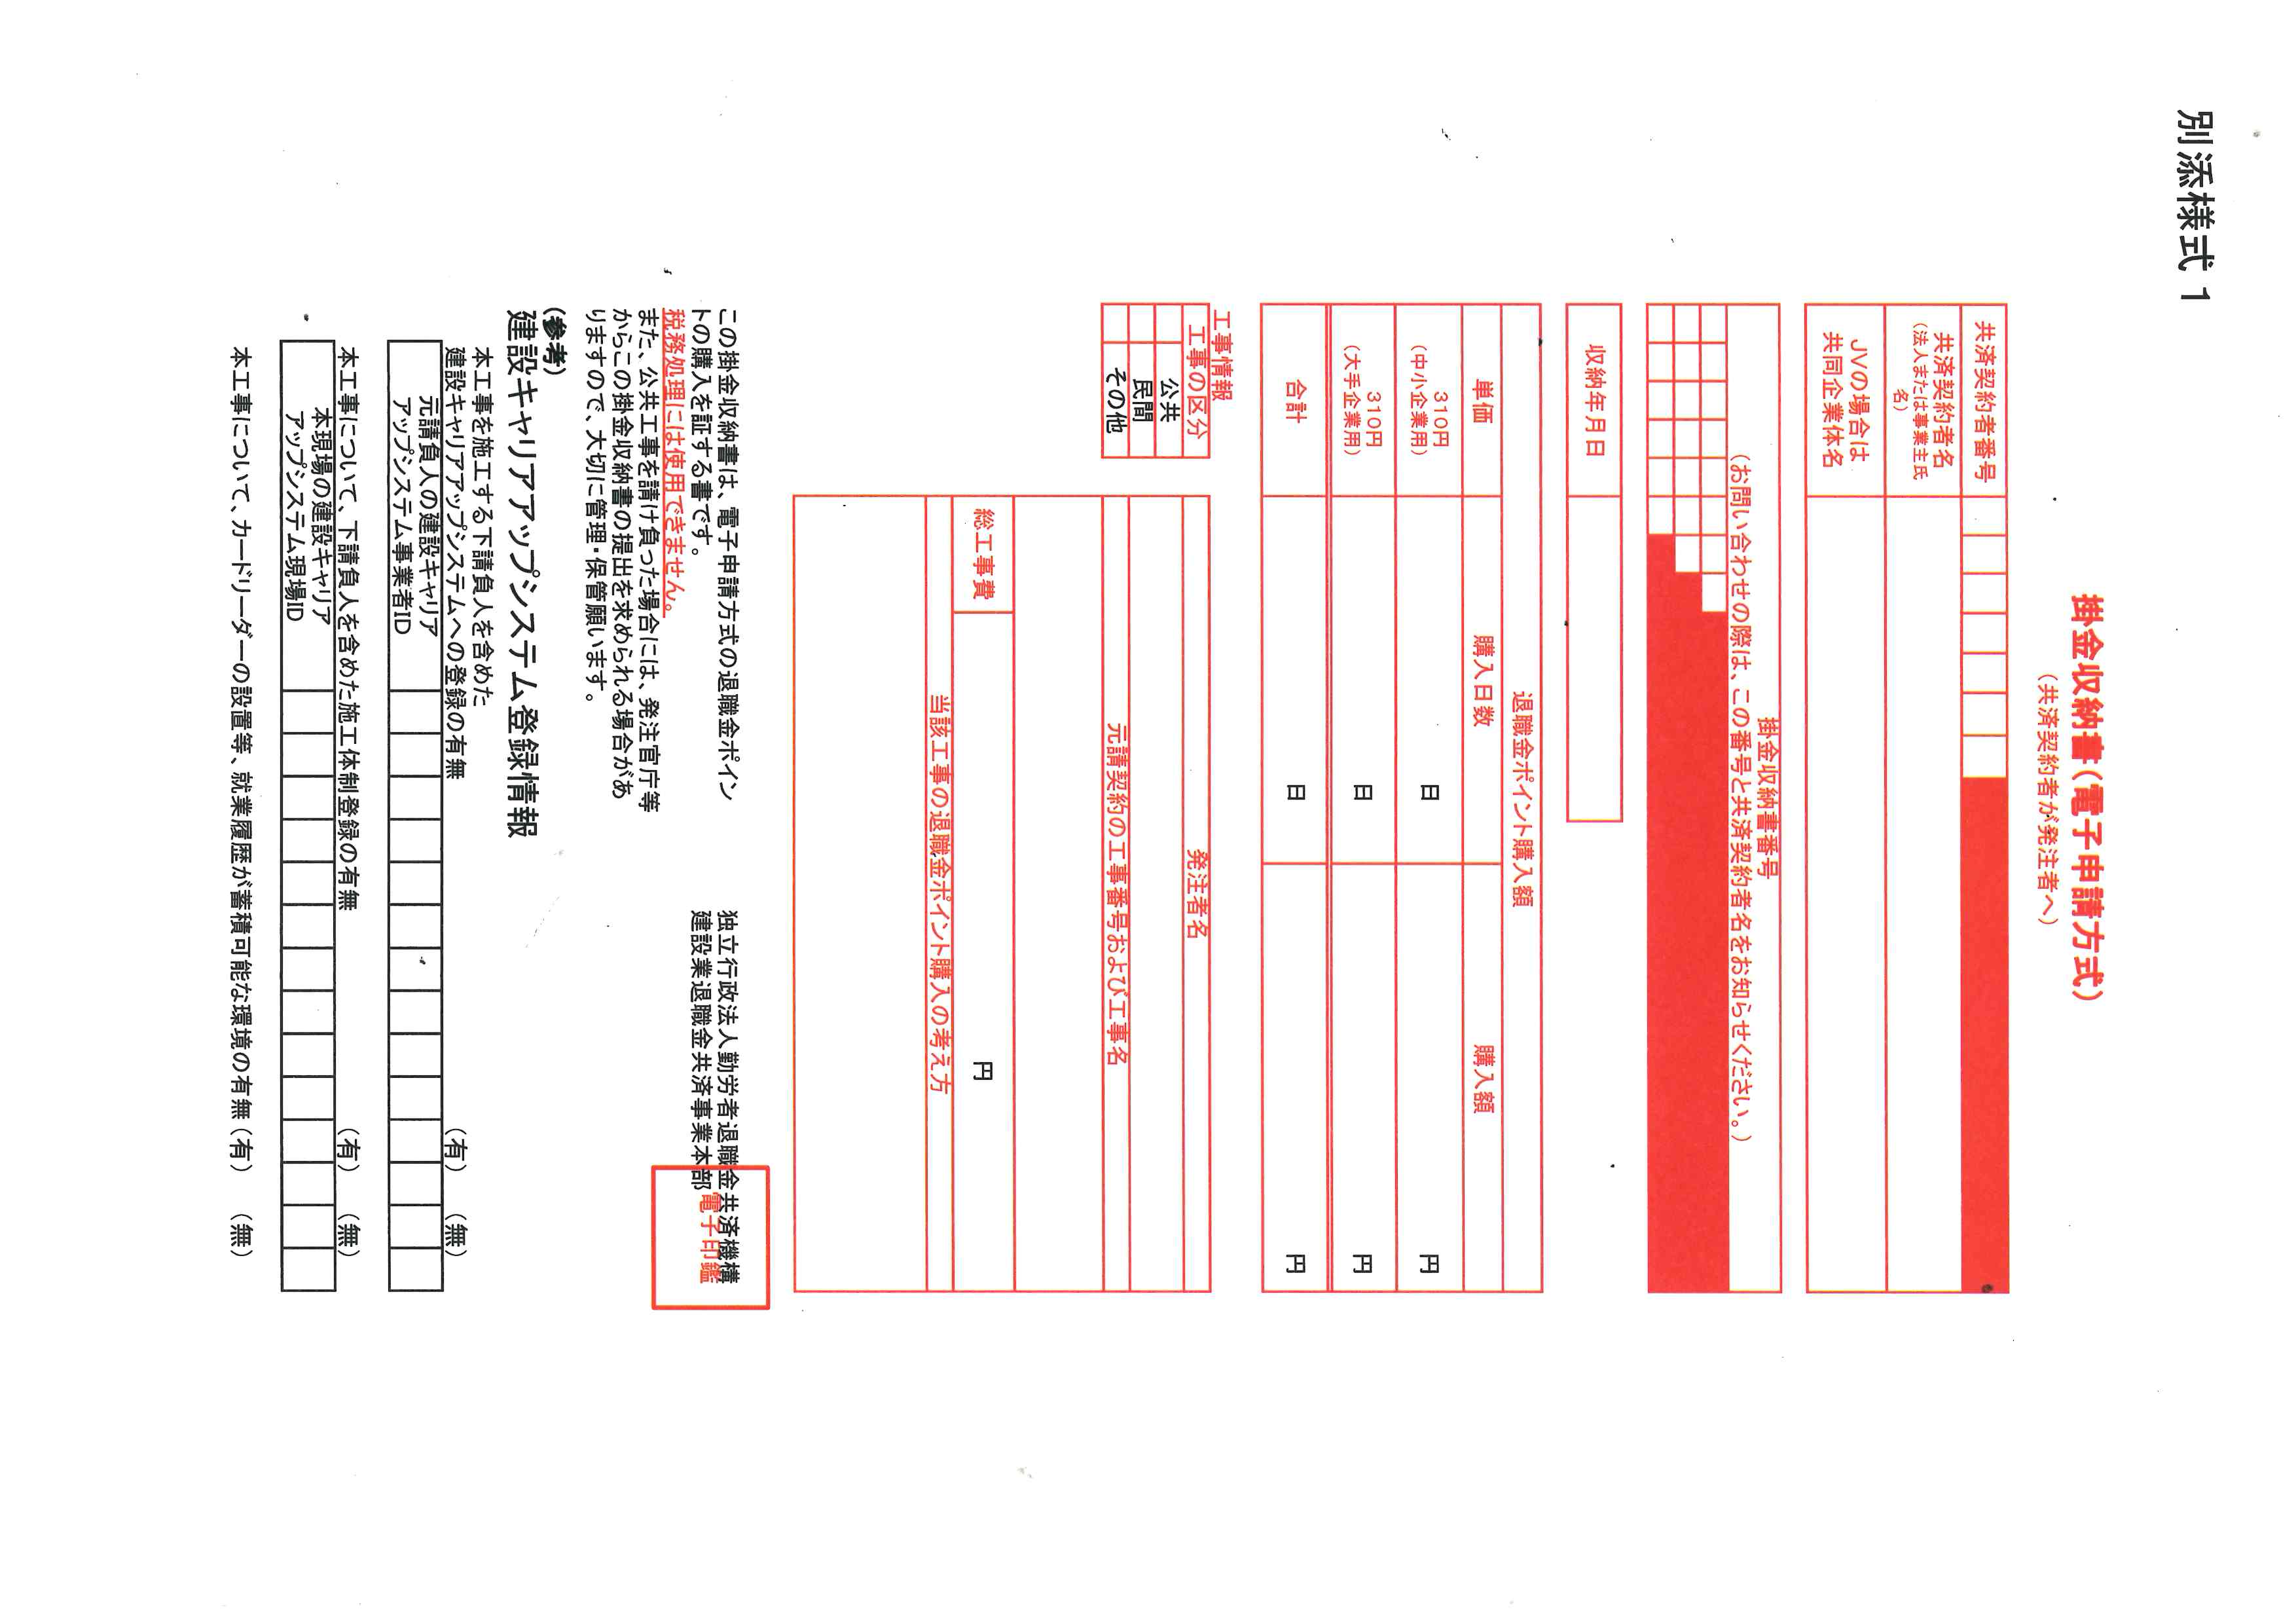 別添様式 1
掛金収納書(電子申請方式)
(共済契約者が発注者へ)
共済契約者番号
共済契約者名
(法人または事業主氏
名)
JVの場合は
共同企業体名
掛金収納書番号
(お問い合わせの際は、この番号と共済契約者名をお知らせください。)
収納年月日
退職金ポイント購入額
単価
購入日数
購入額
310円
(中小企業用)
日
円
310円
(大手企業用)
日
円
合計
日
円
工事情報
工事の区分
公共
民間
その他
発注者名
元請契約の工事番号および工事名
総工事費
円
当該工事の退職金ポイント購入の考え方
この掛金収納書は、電子申請方式の退職金ポイン
トの購入を証する書です。
税務処理には使用できません。
また、公共工事を請け負った場合には、発注官庁等
からこの掛金収納書の提出を求められる場合があ
りますので、大切に管理・保管願います。
独立行政法人勤労者退職金共済機構
建設業退職金共済事業本部
電子印鑑
(参考)
建設キャリアアップシステム登録情報
本工事を施工する下請負人を含めた
建設キャリアアップシステムへの登録の有無 (有) (無)
元請負人の建設キャリア
アップシステム事業者ID
本工事について、下請負人を含めた施工体制登録の有無 (有) (無)
本現場の建設キャリア
アップシステム現場ID
本工事について、カードリーダーの設置等、就業履歴が蓄積可能な環境の有無 (有) (無)